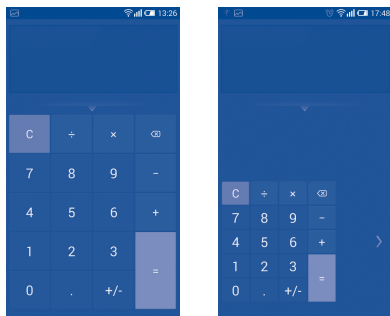 13:26
C ÷ × ⌫
7 8 9 −
4 5 6 +
1 2 3
0 . +/- =
17:48
C ÷ × ⌫
7 8 9 −
4 5 6 +
1 2 3
0 . +/- =